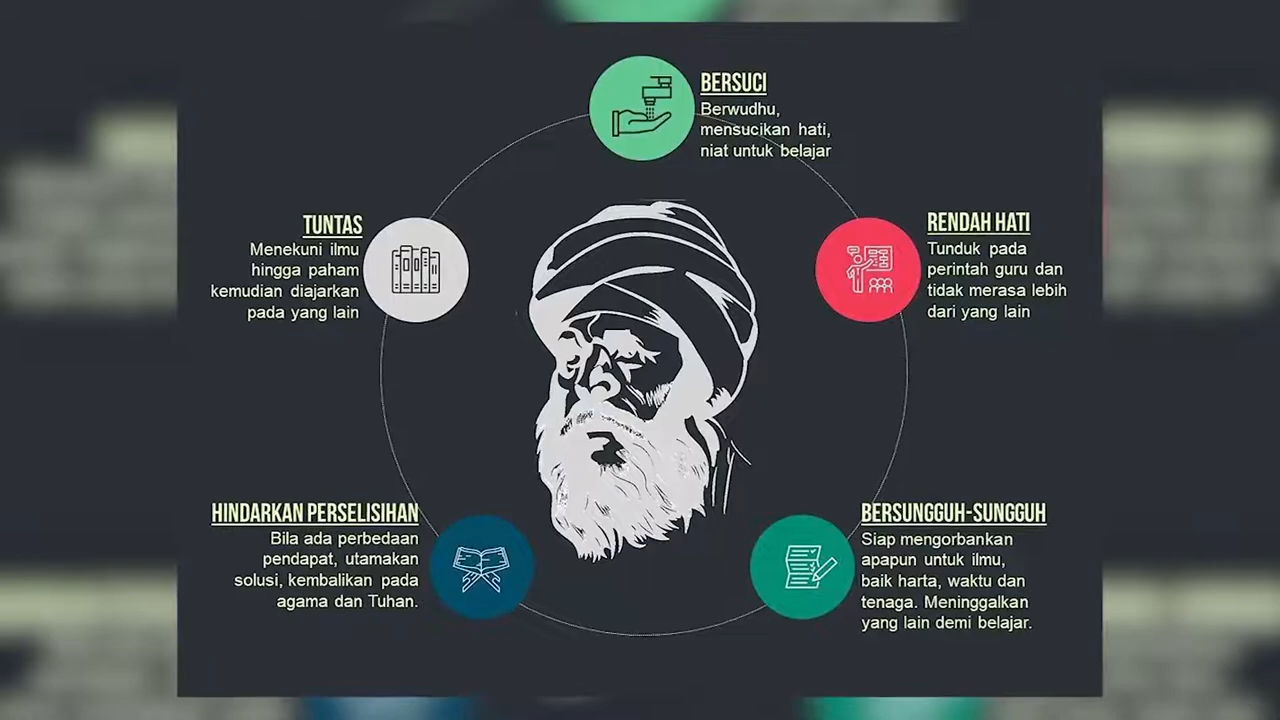 BERSUCI
Berwudhu,
mensucikan hati,
niat untuk belajar
RENDAH HATI
Tunduk pada
perintah guru dan
tidak merasa lebih
dari yang lain
BERSUNGGUH-SUNGGUH
Siap mengorbankan
apapun untuk ilmu,
baik harta, waktu dan
tenaga. Meninggalkan
yang lain demi belajar.
HINDARKAN PERSELISIHAN
Bila ada perbedaan
pendapat, utamakan
solusi, kembalikan pada
agama dan Tuhan.
TUNTAS
Menekuni ilmu
hingga paham
kemudian diajarkan
pada yang lain